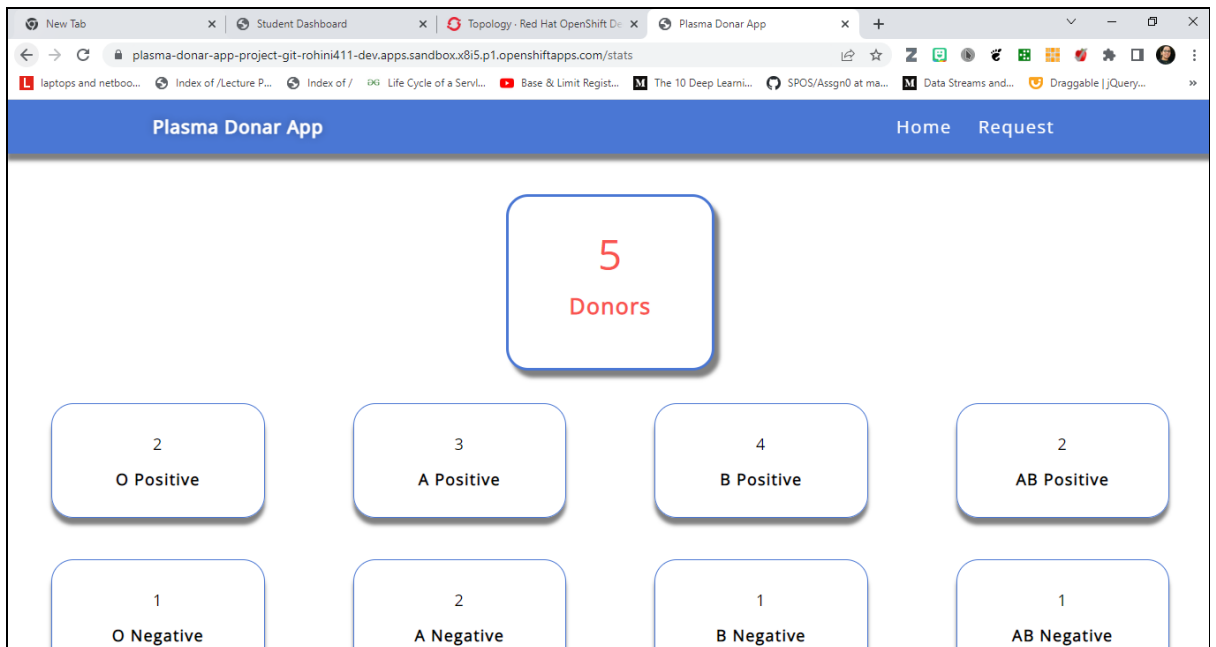 New Tab Student Dashboard Topology · Red Hat OpenShift De Plasma Donar App
plasma-donar-app-project-git-rohini411-dev.apps.sandbox.x8i5.p1.openshiftapps.com/stats
laptops and netboo... Index of /Lecture P... Index of / Life Cycle of a Servl... Base & Limit Regist... The 10 Deep Learni... SPOS/Assgn0 at ma... Data Streams and... Draggable | jQuery...
Plasma Donar App Home Request
5
Donors
2 3 4 2
O Positive A Positive B Positive AB Positive
1 2 1 1
O Negative A Negative B Negative AB Negative